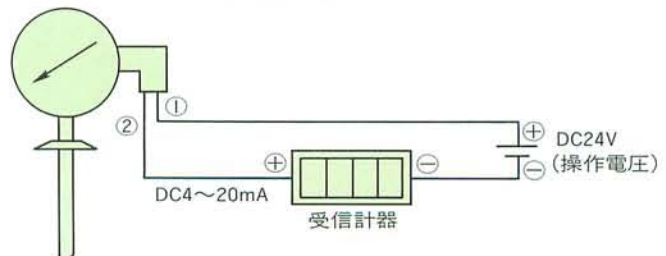 ①
②
⊕
DC24V
⊖
(操作電圧)
⊕
⊖
DC4〜20mA
受信計器